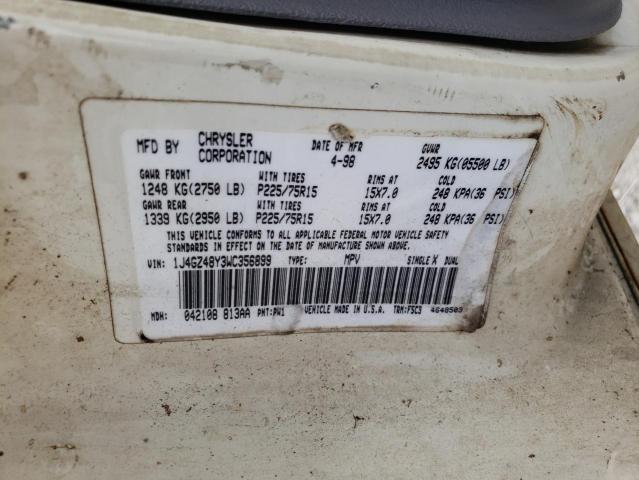 MFD BY CHRYSLER CORPORATION DATE OF MFR 4-98 GVWR 2495 KG(05500 LB)
GAWR FRONT WITH TIRES RIMS AT COLD
1248 KG(2750 LB) P225/75R15 15X7.0 248 KPA(36 PSI)
GAWR REAR WITH TIRES RIMS AT COLD
1339 KG(2950 LB) P225/75R15 15X7.0 248 KPA(36 PSI)
THIS VEHICLE CONFORMS TO ALL APPLICABLE FEDERAL MOTOR VEHICLE SAFETY
STANDARDS IN EFFECT ON THE DATE OF MANUFACTURE SHOWN ABOVE.
VIN: 1J4GZ48Y3WC356899 TYPE: MPV SINGLE X DUAL
MDH: 042108 813AA PNT:PW1 VEHICLE MADE IN U.S.A. TRM:F5C3 4648503